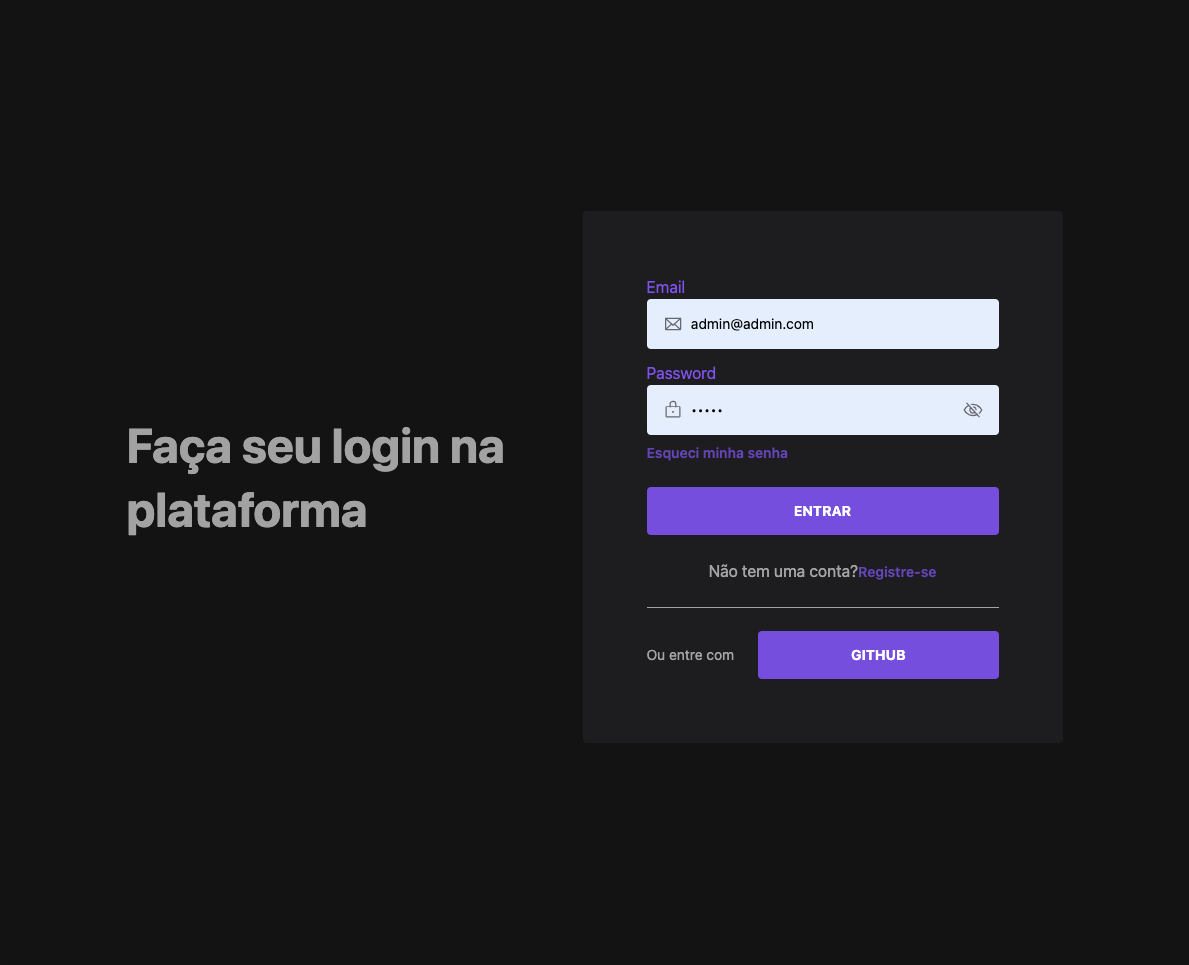 Faça seu login na
plataforma
Email
admin@admin.com
Password
•••••
Esqueci minha senha
ENTRAR
Não tem uma conta?Registre-se
Ou entre com
GITHUB